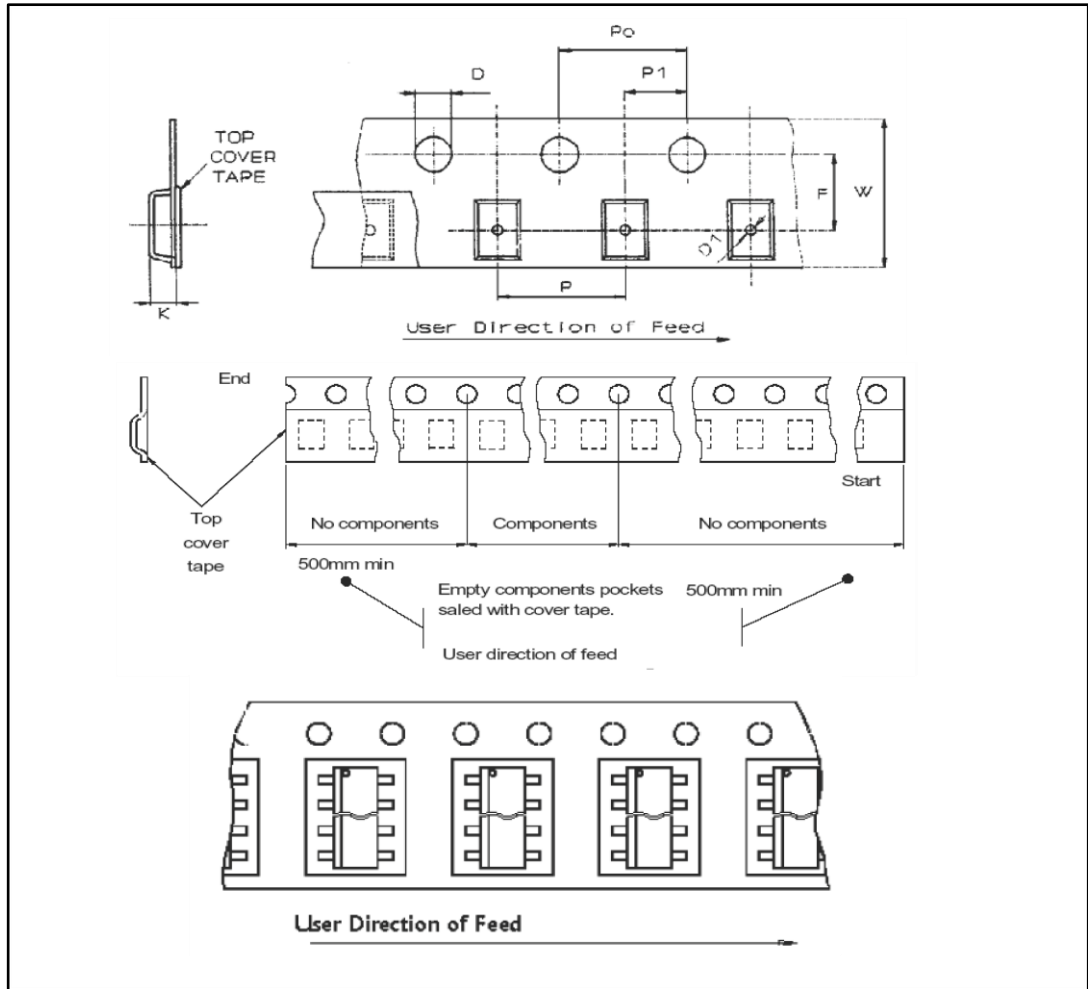 Po
D
P1
TOP
COVER
TAPE
F
W
D1
P
K
User Direction of Feed
End
Start
Top
cover
tape
No components
Components
No components
500mm min
500mm min
Empty components pockets
saled with cover tape.
User direction of feed
User Direction of Feed